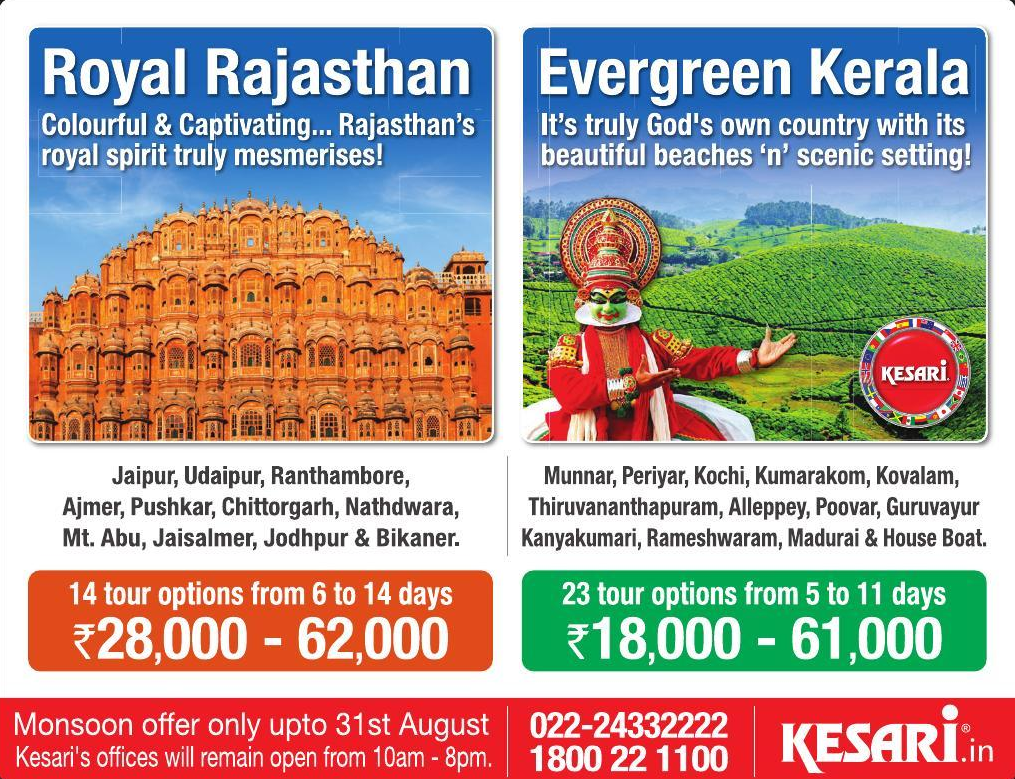 Royal Rajasthan
Colourful & Captivating... Rajasthan's
royal spirit truly mesmerises!
Jaipur, Udaipur, Ranthambore,
Ajmer, Pushkar, Chittorgarh, Nathdwara,
Mt. Abu, Jaisalmer, Jodhpur & Bikaner.
14 tour options from 6 to 14 days
₹28,000 - 62,000
Evergreen Kerala
It's truly God's own country with its
beautiful beaches 'n' scenic setting!
KESARİ
Munnar, Periyar, Kochi, Kumarakom, Kovalam,
Thiruvananthapuram, Alleppey, Poovar, Guruvayur
Kanyakumari, Rameshwaram, Madurai & House Boat.
23 tour options from 5 to 11 days
₹18,000 - 61,000
Monsoon offer only upto 31st August
Kesari's offices will remain open from 10am - 8pm.
022-24332222
1800 22 1100
KESARİ®.in